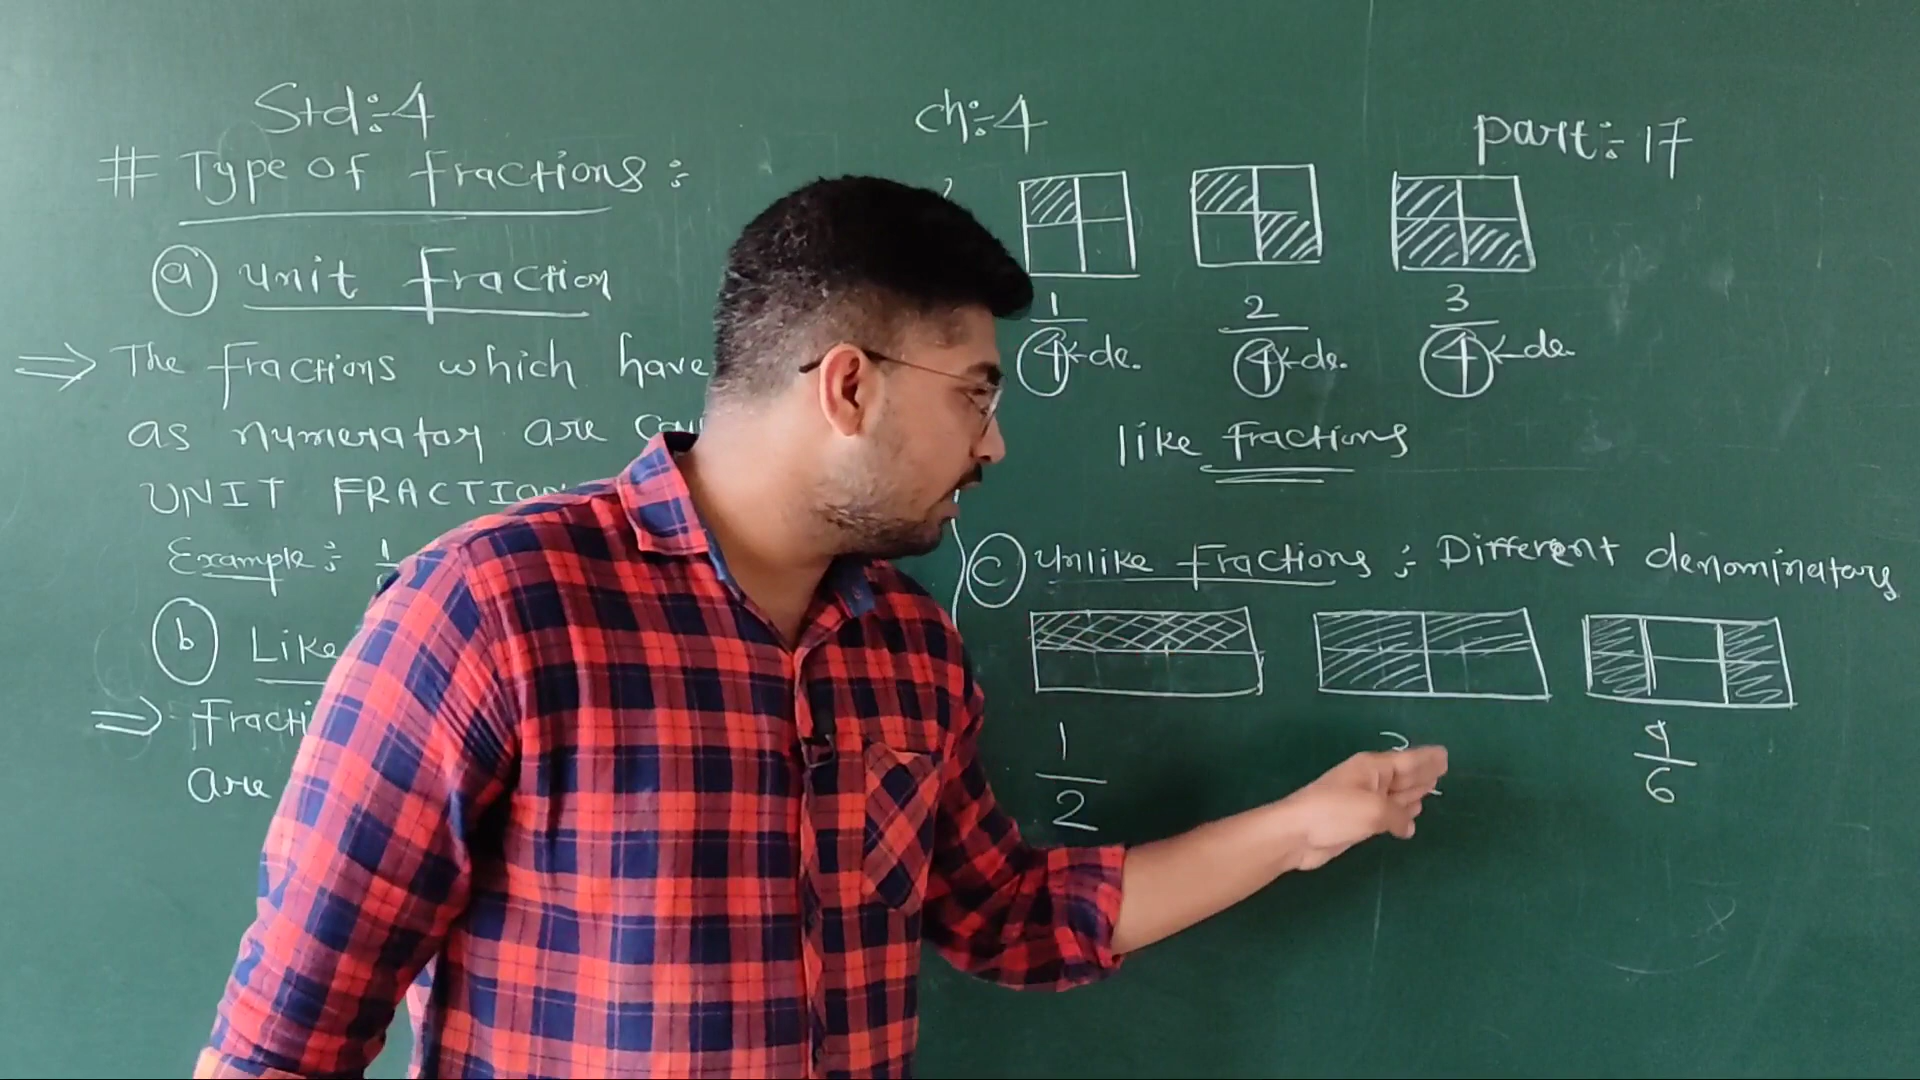 Std:-4
ch:-4
part:-17
# Type of fractions:
a unit fraction
⇒ The fractions which have
as numerator are
UNIT FRACTION
Example:- 1
b Like
⇒ Fracti
are
1/4 ←de. 2/4 ←de. 3/4 ←de
like fractions
c Unlike fractions :- Different denominators
1/2 4/6